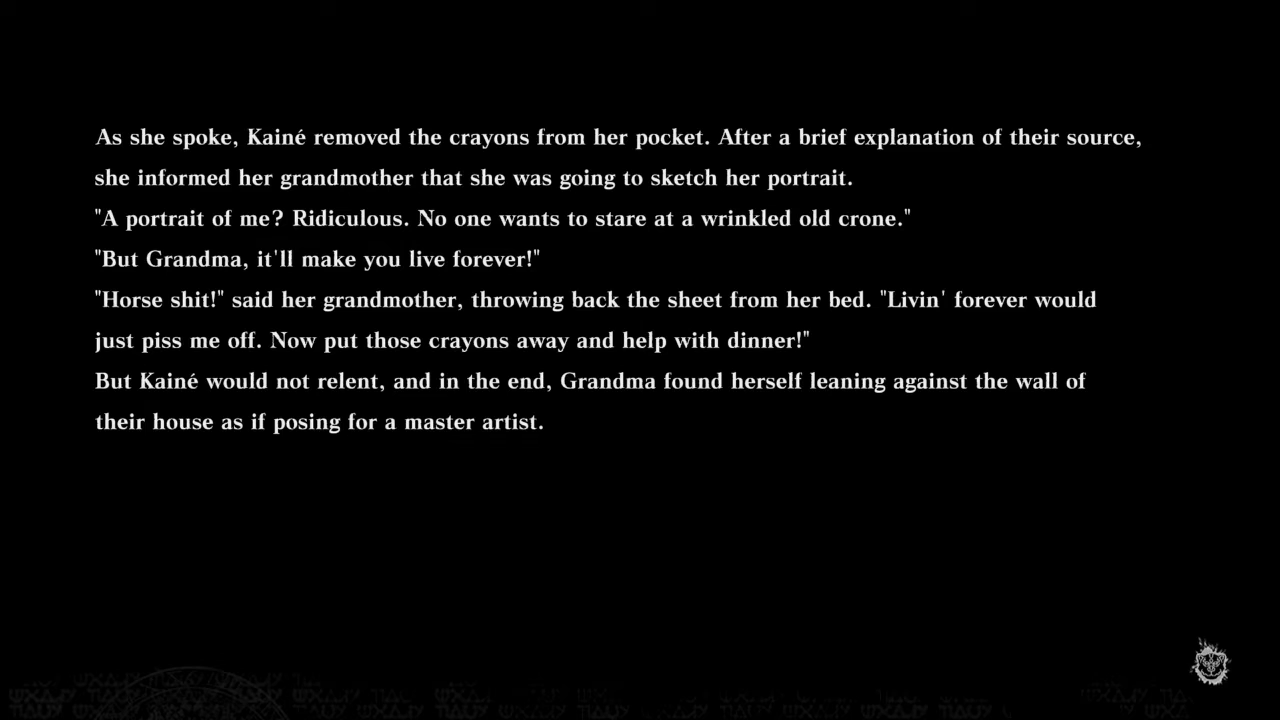 As she spoke, Kainé removed the crayons from her pocket. After a brief explanation of their source,
she informed her grandmother that she was going to sketch her portrait.
"A portrait of me? Ridiculous. No one wants to stare at a wrinkled old crone."
"But Grandma, it'll make you live forever!"
"Horse shit!" said her grandmother, throwing back the sheet from her bed. "Livin' forever would
just piss me off. Now put those crayons away and help with dinner!"
But Kainé would not relent, and in the end, Grandma found herself leaning against the wall of
their house as if posing for a master artist.